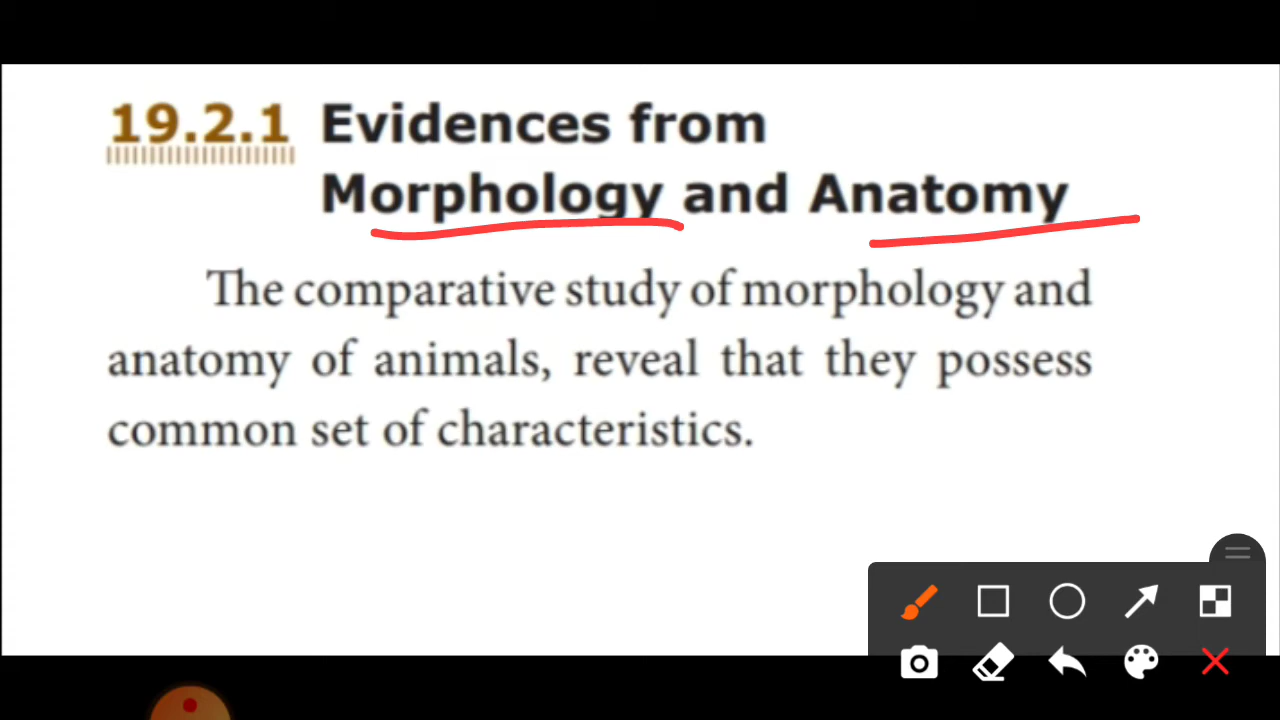 19.2.1 Evidences from
Morphology and Anatomy
The comparative study of morphology and
anatomy of animals, reveal that they possess
common set of characteristics.